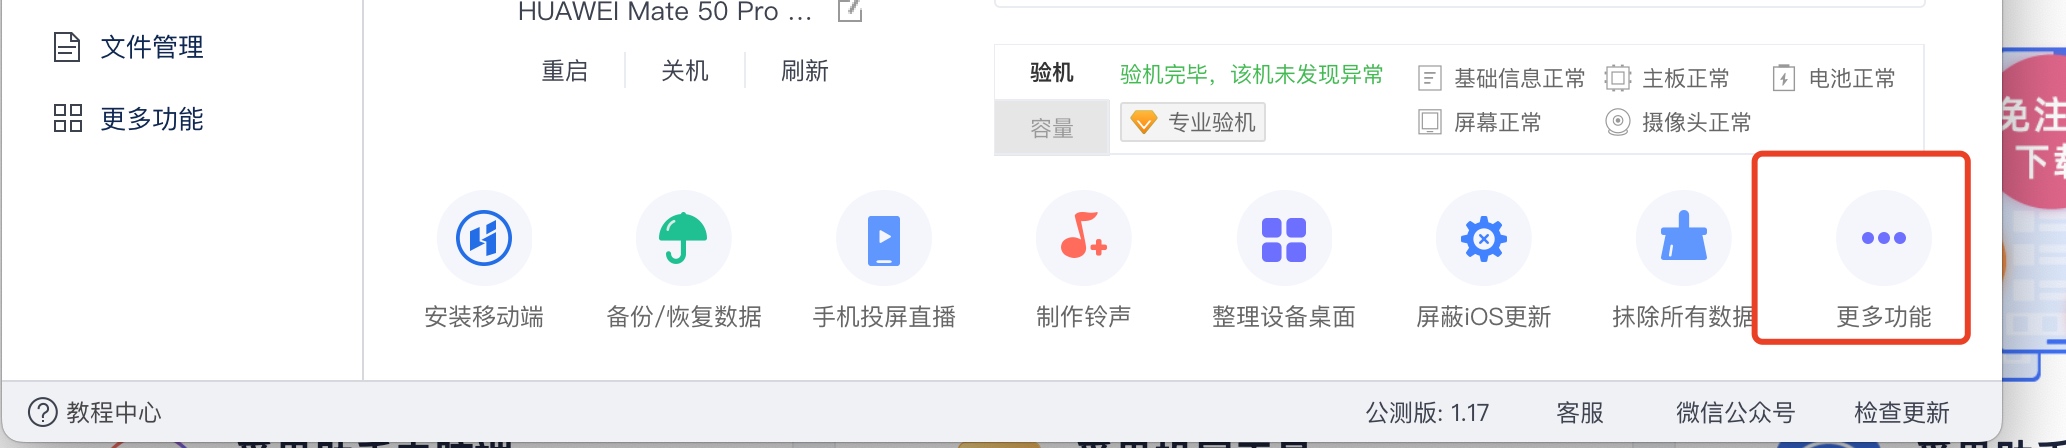 文件管理
更多功能
HUAWEI Mate 50 Pro ...
重启 关机 刷新
验机 验机完毕，该机未发现异常 基础信息正常 主板正常 电池正常
容量 专业验机 屏幕正常 摄像头正常
安装移动端 备份/恢复数据 手机投屏直播 制作铃声 整理设备桌面 屏蔽iOS更新 抹除所有数据 更多功能
教程中心 公测版: 1.17 客服 微信公众号 检查更新
免注
下载